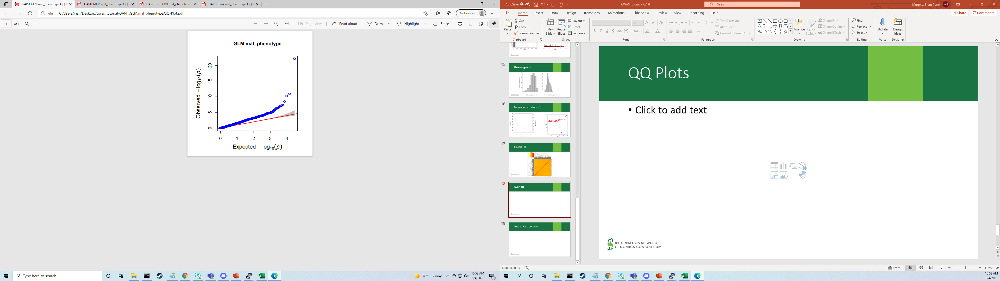 GAPIT.GLM.maf_phenotype.QQ-
GAPIT.MLM.maf_phenotype.QQ-
GAPIT.FarmCPU.maf_phenotype.
GAPIT.Blink.maf_phenotype.QQ-
File C:/Users/irish/Desktop/gwas_tutorial/GAPIT.GLM.maf_phenotype.QQ-Plot.pdf Not syncing
1 of 1 Page view Read aloud Draw Highlight Erase
GLM.maf_phenotype
Observed −log10(p)
20
15
10
5
0
0 1 2 3 4
Expected −log10(p)
Type here to search
78°F Sunny
10:53 AM
8/4/2021
AutoSave Off GWAS tutorial - GAPIT Search Murphy, Brent Peter MB
File Home Insert Draw Design Transitions Animations Slide Show Review View Recording Help Share Comments
Paste
Cut
Copy
Format Painter
Clipboard
New Slide
Reuse Slides
Layout
Reset
Section
Slides
44
Font
Text Direction
Align Text
Convert to SmartArt
Paragraph
Arrange
Quick Styles
Shape Fill
Shape Outline
Shape Effects
Drawing
Find
Replace
Select
Editing
Dictate
Voice
Design Ideas
Designer
15
Heterozygosity
16
Population structure (Q)
17
Kinship (K)
18
QQ Plots
19
True vs False positives
QQ Plots
• Click to add text
INTERNATIONAL WEED
GENOMICS CONSORTIUM
Slide 18 of 19 Notes 114%
10:53 AM
8/4/2021